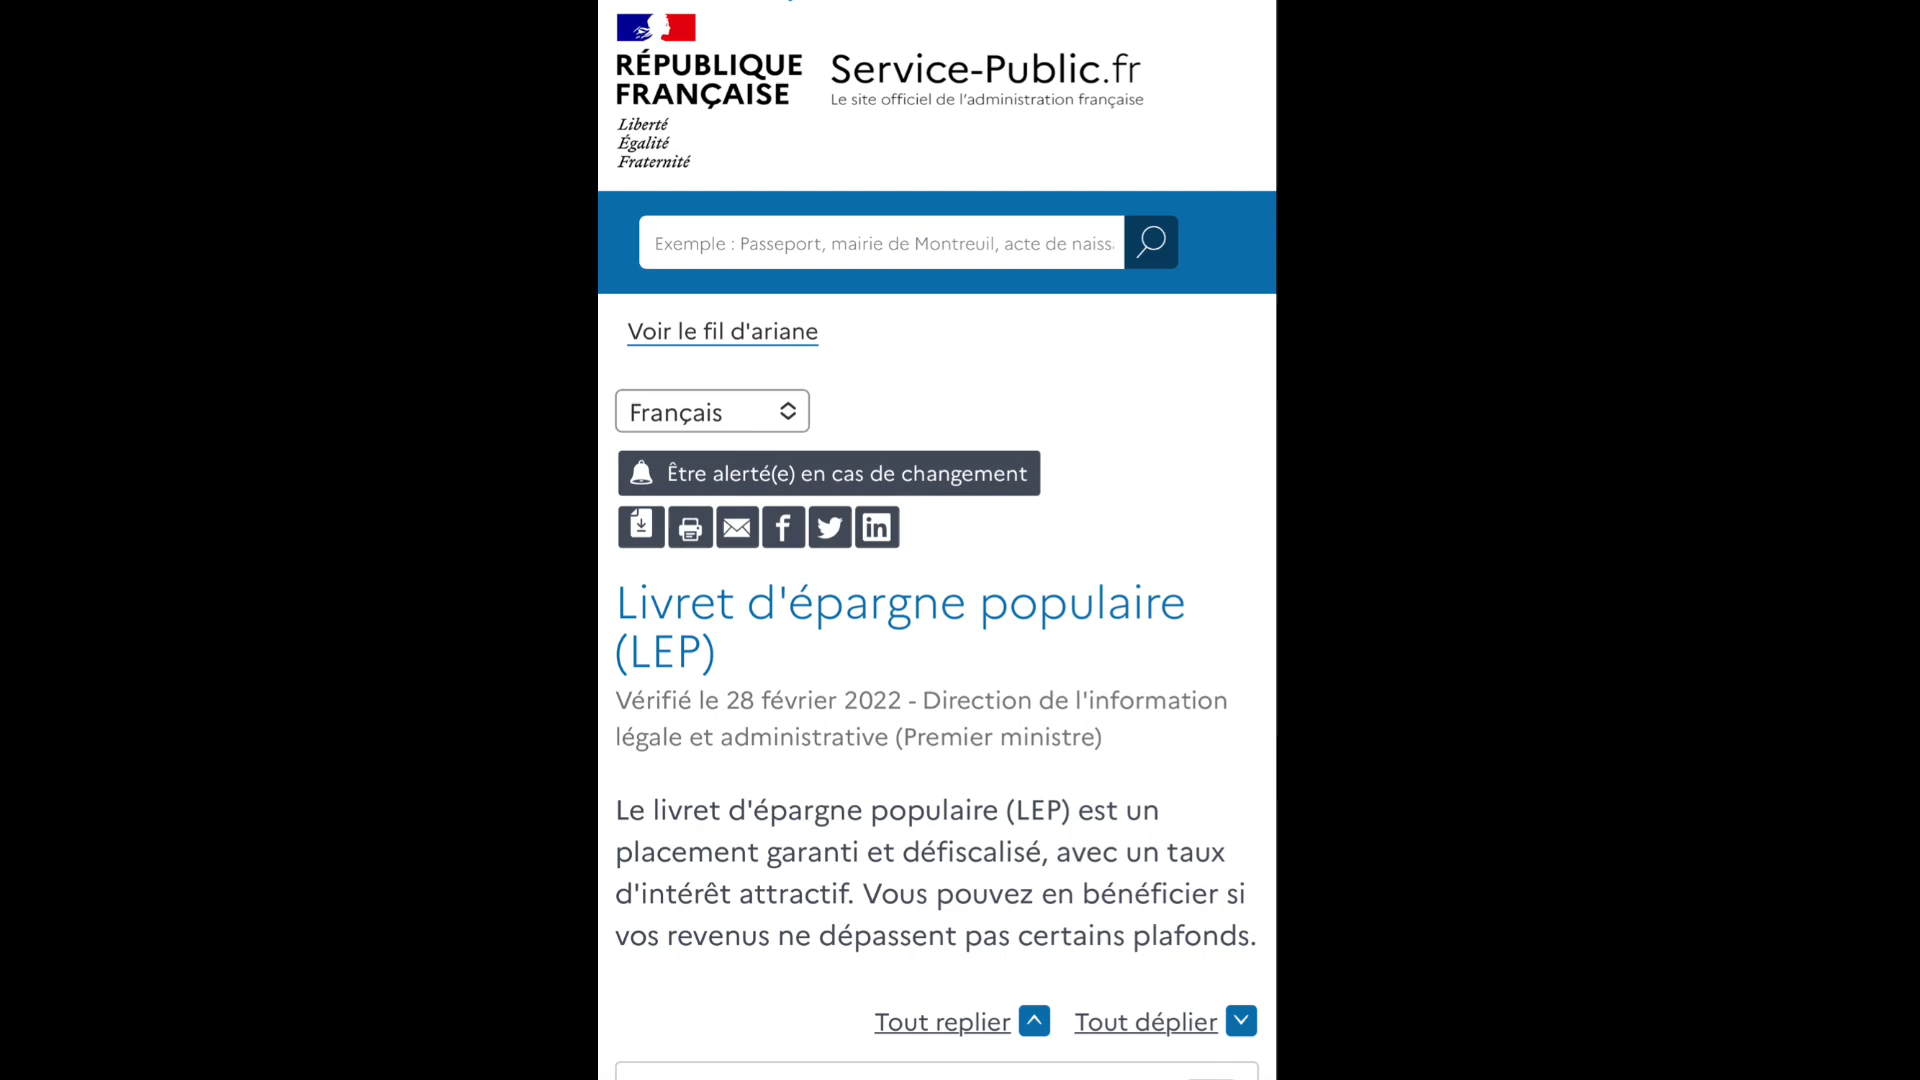 RÉPUBLIQUE
FRANÇAISE
Liberté
Égalité
Fraternité
Service-Public.fr
Le site officiel de l'administration française
Exemple : Passeport, mairie de Montreuil, acte de naiss
Voir le fil d'ariane
Français
Être alerté(e) en cas de changement
Livret d'épargne populaire
(LEP)
Vérifié le 28 février 2022 - Direction de l'information
légale et administrative (Premier ministre)
Le livret d'épargne populaire (LEP) est un
placement garanti et défiscalisé, avec un taux
d'intérêt attractif. Vous pouvez en bénéficier si
vos revenus ne dépassent pas certains plafonds.
Tout replier Tout déplier